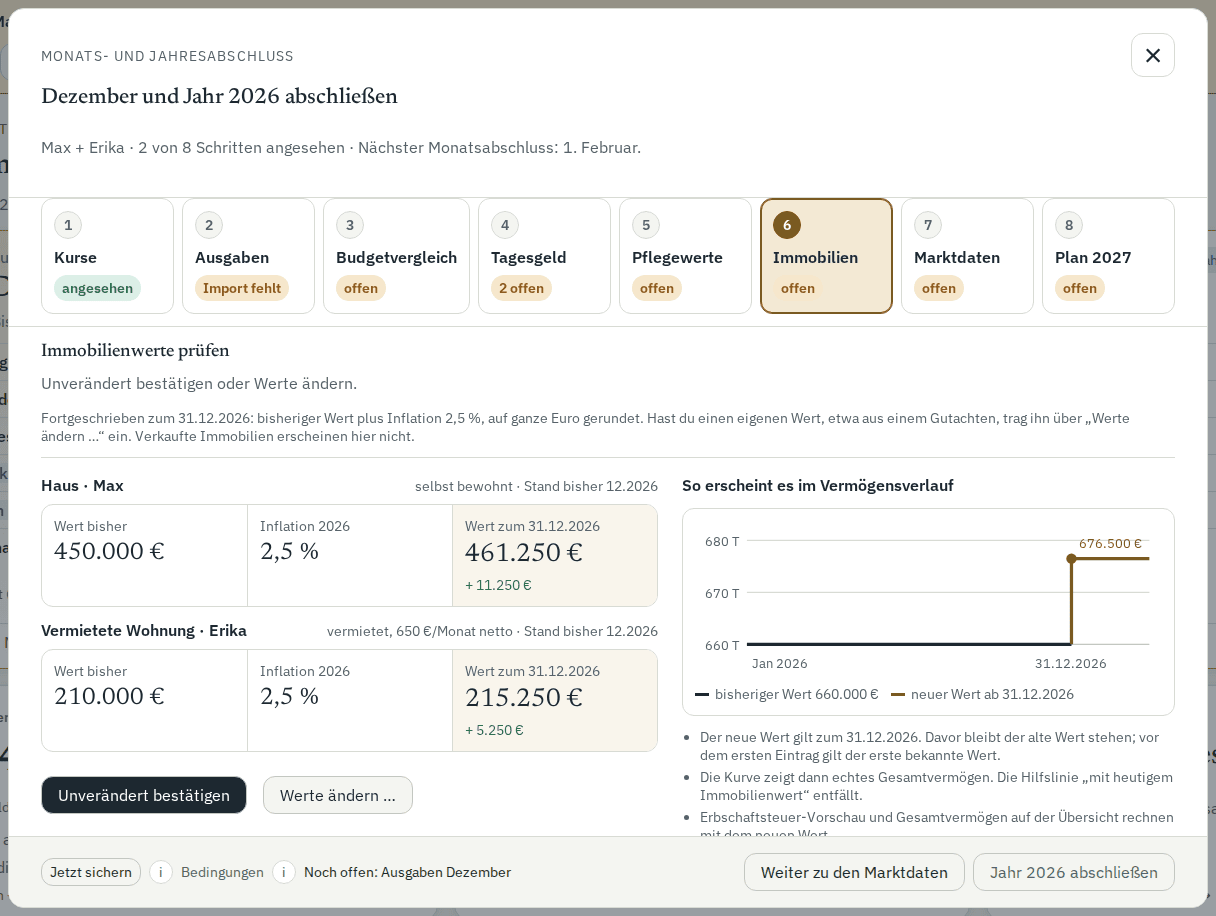 MONATS- UND JAHRESABSCHLUSS
Dezember und Jahr 2026 abschließen
Max + Erika · 2 von 8 Schritten angesehen · Nächster Monatsabschluss: 1. Februar.
1
Kurse
angesehen
2
Ausgaben
Import fehlt
3
Budgetvergleich
offen
4
Tagesgeld
2 offen
5
Pflegewerte
offen
6
Immobilien
offen
7
Marktdaten
offen
8
Plan 2027
offen
Immobilienwerte prüfen
Unverändert bestätigen oder Werte ändern.
Fortgeschrieben zum 31.12.2026: bisheriger Wert plus Inflation 2,5 %, auf ganze Euro gerundet. Hast du einen eigenen Wert, etwa aus einem Gutachten, trag ihn über „Werte
ändern …“ ein. Verkaufte Immobilien erscheinen hier nicht.
Haus · Max
selbst bewohnt · Stand bisher 12.2026
Wert bisher
450.000 €
Inflation 2026
2,5 %
Wert zum 31.12.2026
461.250 €
+ 11.250 €
Vermietete Wohnung · Erika
vermietet, 650 €/Monat netto · Stand bisher 12.2026
Wert bisher
210.000 €
Inflation 2026
2,5 %
Wert zum 31.12.2026
215.250 €
+ 5.250 €
Unverändert bestätigen
Werte ändern …
So erscheint es im Vermögensverlauf
680 T
670 T
660 T
676.500 €
Jan 2026
31.12.2026
bisheriger Wert 660.000 €
neuer Wert ab 31.12.2026
• Der neue Wert gilt zum 31.12.2026. Davor bleibt der alte Wert stehen; vor
dem ersten Eintrag gilt der erste bekannte Wert.
• Die Kurve zeigt dann echtes Gesamtvermögen. Die Hilfslinie „mit heutigem
Immobilienwert“ entfällt.
• Erbschaftsteuer-Vorschau und Gesamtvermögen auf der Übersicht rechnen
mit dem neuen Wert.
Jetzt sichern
i
Bedingungen
i
Noch offen: Ausgaben Dezember
Weiter zu den Marktdaten
Jahr 2026 abschließen